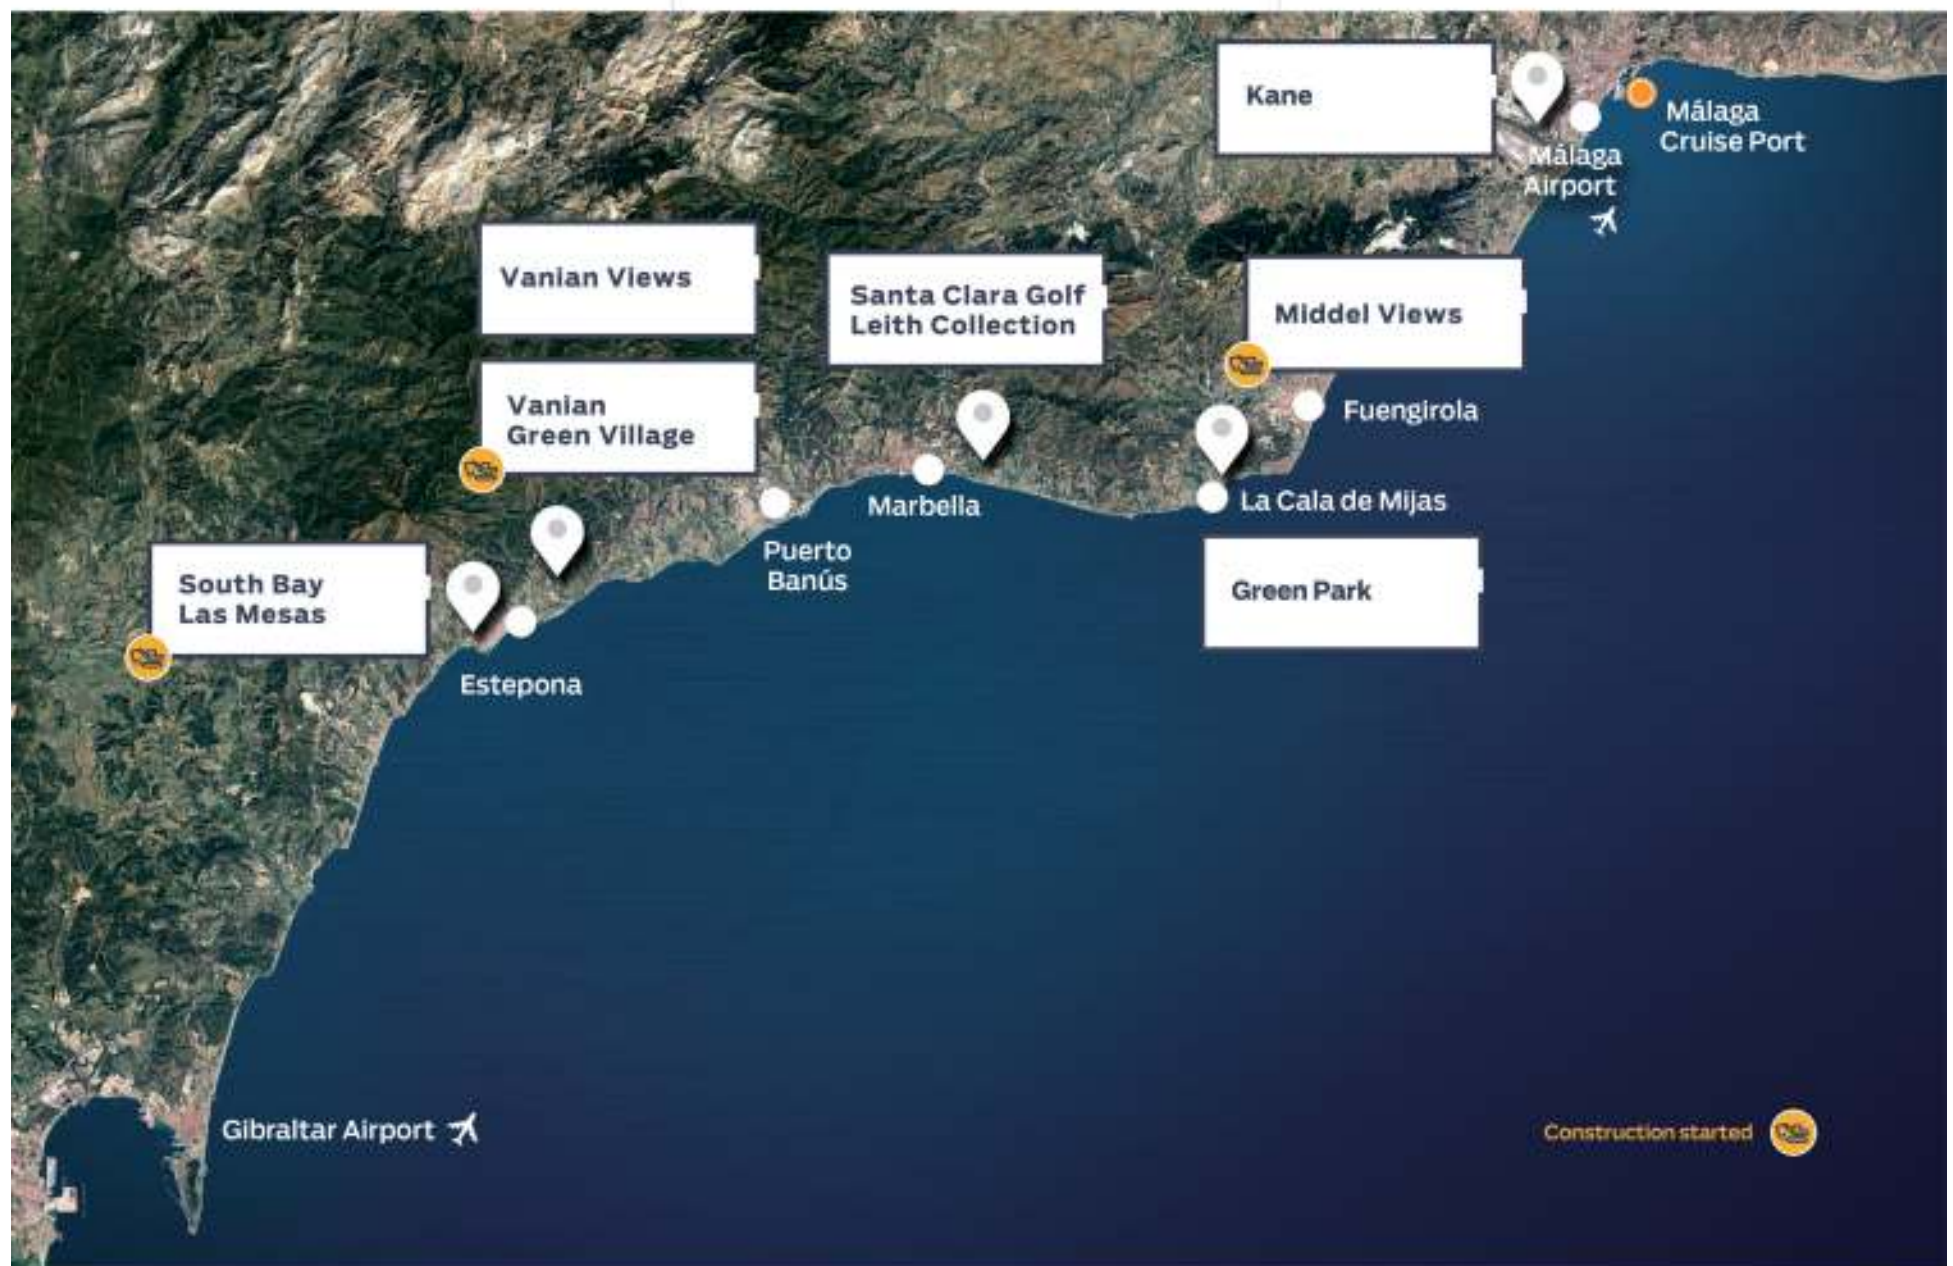 Kane
Málaga
Cruise Port
Málaga
Airport
Vanian Views
Santa Clara Golf
Leith Collection
Middel Views
Vanian
Green Village
Fuengirola
Marbella
La Cala de Mijas
Puerto
Banús
South Bay
Las Mesas
Green Park
Estepona
Gibraltar Airport
Construction started